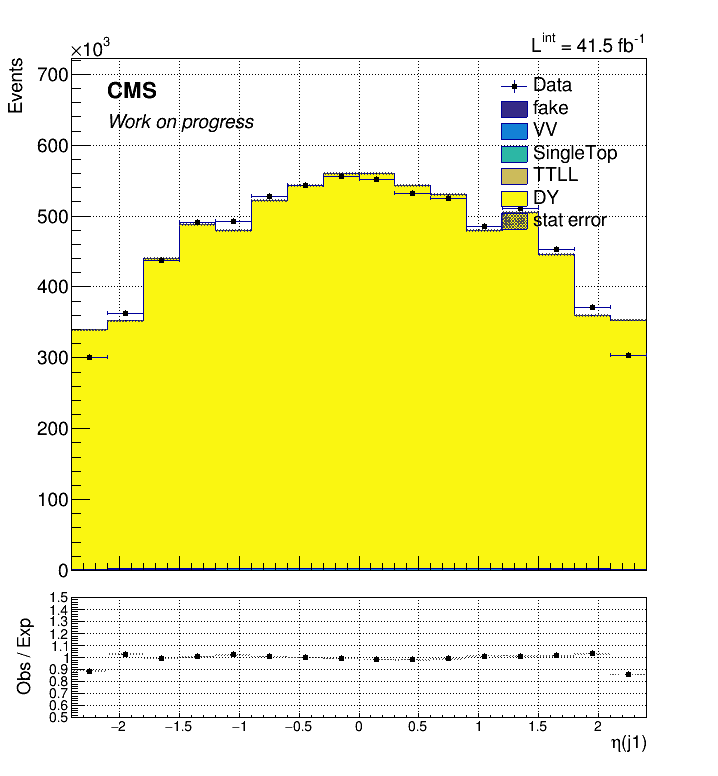 ×10³
L^int = 41.5 fb⁻¹
Events
700
600
500
400
300
200
100
0
CMS
Work on progress
Data
fake
VV
SingleTop
TTLL
DY
stat error
Obs / Exp
1.5
1.4
1.3
1.2
1.1
1
0.9
0.8
0.7
0.6
0.5
−2 −1.5 −1 −0.5 0 0.5 1 1.5 2
η(j1)